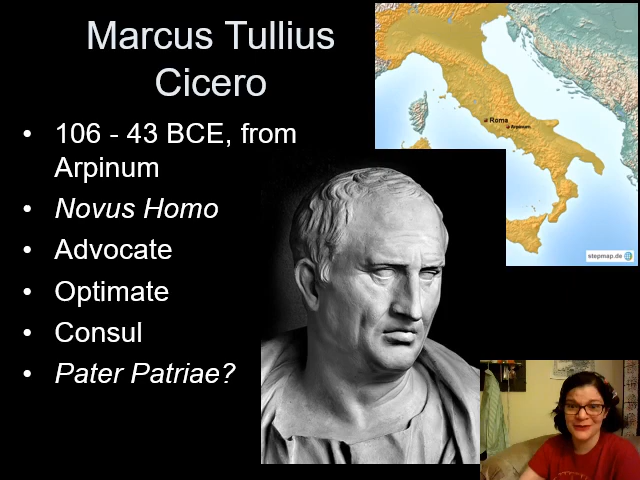 Marcus Tullius
Cicero
• 106 - 43 BCE, from
Arpinum
• Novus Homo
• Advocate
• Optimate
• Consul
• Pater Patriae?
Roma
Arpinum
stepmap.de